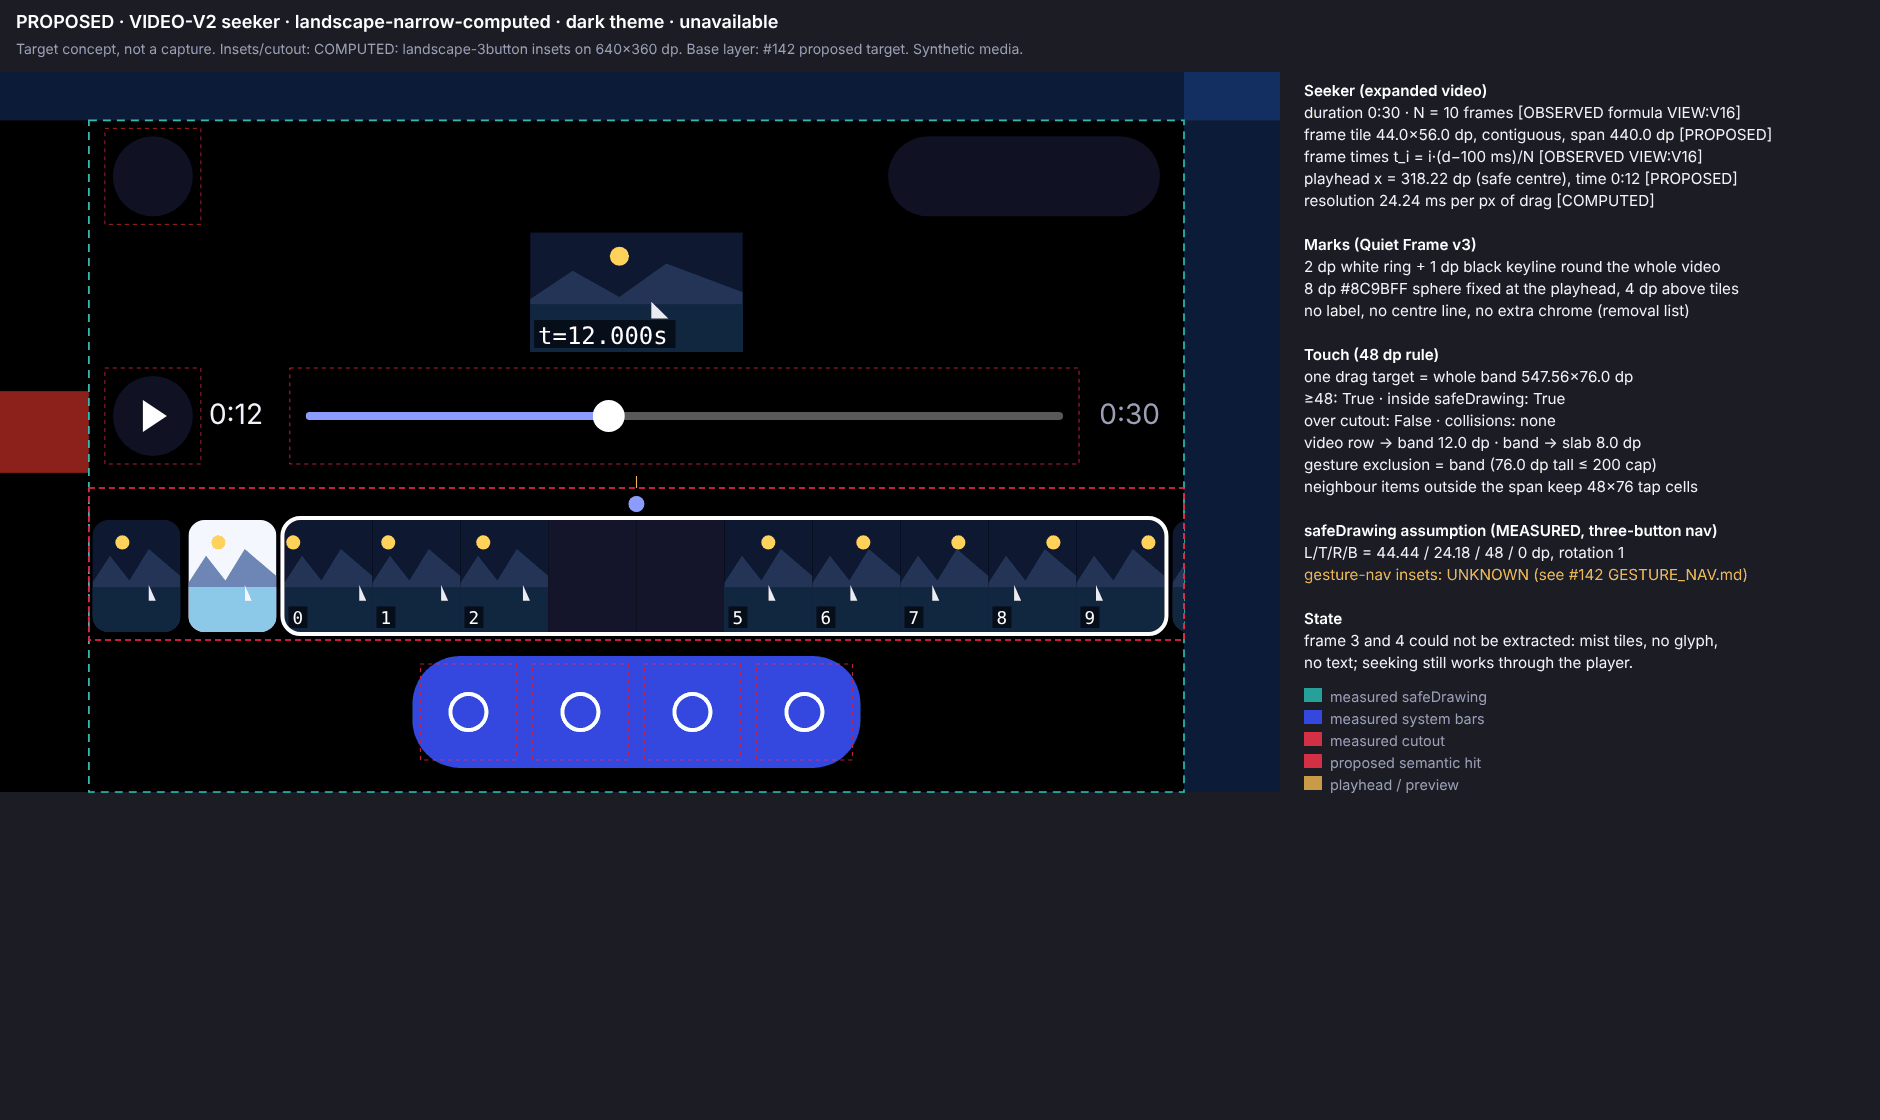 PROPOSED · VIDEO-V2 seeker · landscape-narrow-computed · dark theme · unavailable
Target concept, not a capture. Insets/cutout: COMPUTED: landscape-3button insets on 640×360 dp. Base layer: #142 proposed target. Synthetic media.
t=12.000s
0:12
0:30
0
1
2
5
6
7
8
9
Seeker (expanded video)
duration 0:30 · N = 10 frames [OBSERVED formula VIEW:V16]
frame tile 44.0×56.0 dp, contiguous, span 440.0 dp [PROPOSED]
frame times t_i = i·(d−100 ms)/N [OBSERVED VIEW:V16]
playhead x = 318.22 dp (safe centre), time 0:12 [PROPOSED]
resolution 24.24 ms per px of drag [COMPUTED]
Marks (Quiet Frame v3)
2 dp white ring + 1 dp black keyline round the whole video
8 dp #8C9BFF sphere fixed at the playhead, 4 dp above tiles
no label, no centre line, no extra chrome (removal list)
Touch (48 dp rule)
one drag target = whole band 547.56×76.0 dp
≥48: True · inside safeDrawing: True
over cutout: False · collisions: none
video row → band 12.0 dp · band → slab 8.0 dp
gesture exclusion = band (76.0 dp tall ≤ 200 cap)
neighbour items outside the span keep 48×76 tap cells
safeDrawing assumption (MEASURED, three-button nav)
L/T/R/B = 44.44 / 24.18 / 48 / 0 dp, rotation 1
gesture-nav insets: UNKNOWN (see #142 GESTURE_NAV.md)
State
frame 3 and 4 could not be extracted: mist tiles, no glyph,
no text; seeking still works through the player.
measured safeDrawing
measured system bars
measured cutout
proposed semantic hit
playhead / preview